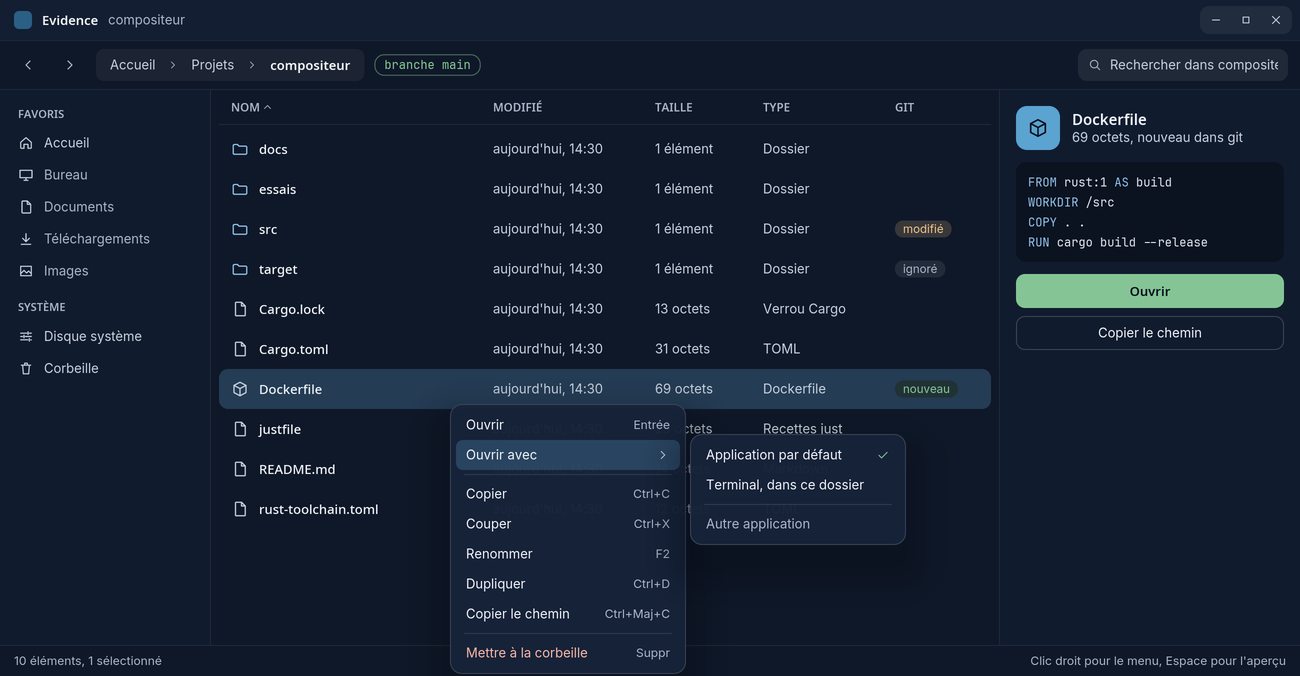 Evidence compositeur
Accueil Projets compositeur branche main Rechercher dans composite
FAVORIS
Accueil
Bureau
Documents
Téléchargements
Images
SYSTÈME
Disque système
Corbeille
NOM MODIFIÉ TAILLE TYPE GIT
docs aujourd'hui, 14:30 1 élément Dossier
essais aujourd'hui, 14:30 1 élément Dossier
src aujourd'hui, 14:30 1 élément Dossier modifié
target aujourd'hui, 14:30 1 élément Dossier ignoré
Cargo.lock aujourd'hui, 14:30 13 octets Verrou Cargo
Cargo.toml aujourd'hui, 14:30 31 octets TOML
Dockerfile aujourd'hui, 14:30 69 octets Dockerfile nouveau
justfile Recettes just
README.md
rust-toolchain.toml
Ouvrir Entrée
Ouvrir avec
Copier Ctrl+C
Couper Ctrl+X
Renommer F2
Dupliquer Ctrl+D
Copier le chemin Ctrl+Maj+C
Mettre à la corbeille Suppr
Application par défaut
Terminal, dans ce dossier
Autre application
Dockerfile
69 octets, nouveau dans git
FROM rust:1 AS build
WORKDIR /src
COPY . .
RUN cargo build --release
Ouvrir
Copier le chemin
10 éléments, 1 sélectionné
Clic droit pour le menu, Espace pour l'aperçu